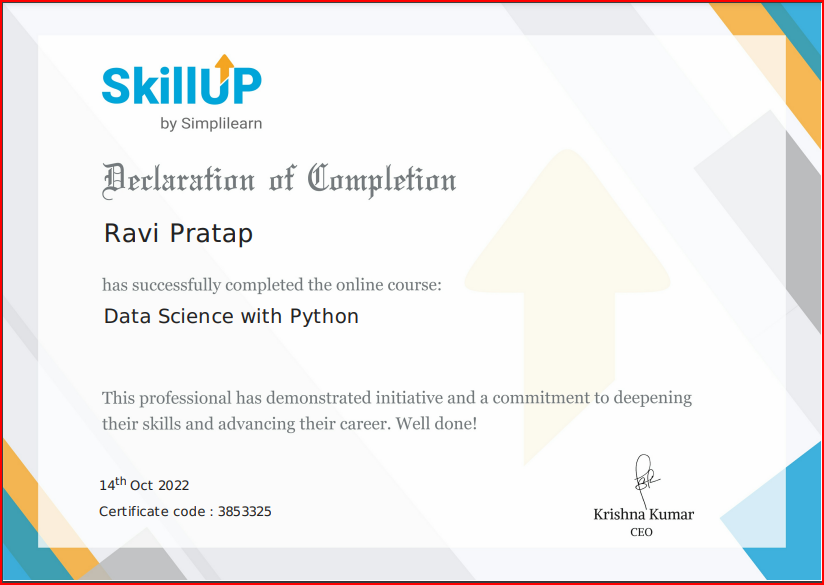 SkillUP
by Simplilearn
Declaration of Completion
Ravi Pratap
has successfully completed the online course:
Data Science with Python
This professional has demonstrated initiative and a commitment to deepening
their skills and advancing their career. Well done!
14th Oct 2022
Certificate code : 3853325
Krishna Kumar
CEO